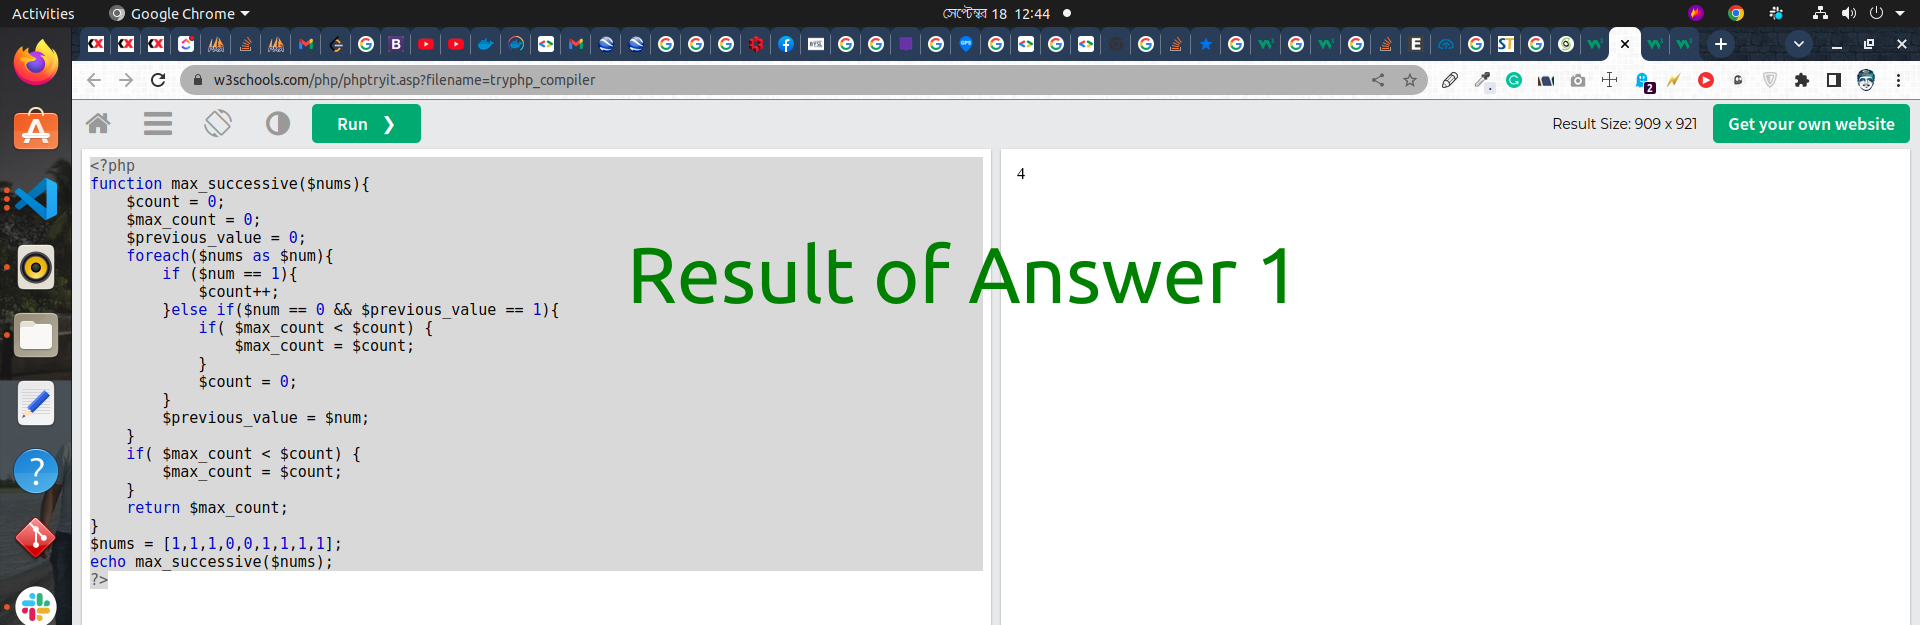 Activities
Google Chrome
সেপ্টেম্বর 18 12:44
w3schools.com/php/phptryit.asp?filename=tryphp_compiler
2
Run ❯
Result Size: 909 x 921
Get your own website
<?php
function max_successive($nums){
    $count = 0;
    $max_count = 0;
    $previous_value = 0;
    foreach($nums as $num){
        if ($num == 1){
            $count++;
        }else if($num == 0 && $previous_value == 1){
            if( $max_count < $count) {
                $max_count = $count;
            }
            $count = 0;
        }
        $previous_value = $num;
    }
    if( $max_count < $count) {
        $max_count = $count;
    }
    return $max_count;
}
$nums = [1,1,1,0,0,1,1,1,1];
echo max_successive($nums);
?>
4
Result of Answer 1